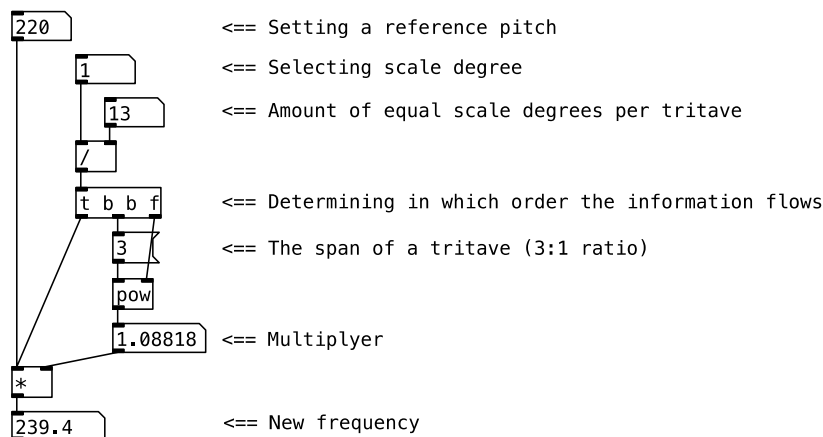 220 <== Setting a reference pitch
1 <== Selecting scale degree
13 <== Amount of equal scale degrees per tritave
/
t b b f <== Determining in which order the information flows
3 <== The span of a tritave (3:1 ratio)
pow
1.08818 <== Multiplyer
*
239.4 <== New frequency